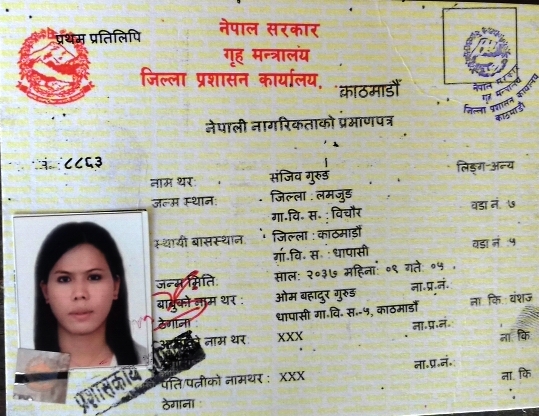 प्रथम प्रतिलिपि
नेपाल सरकार
गृह मन्त्रालय
जिल्ला प्रशासन कार्यालय, काठमाडौं
नेपाल सरकार
गृह मन्त्रालय
जिल्ला प्रशासन कार्यालय
काठमाडौं
नेपाली नागरिकताको प्रमाणपत्र
नं. ८८६३
लिङ्ग-अन्य
नाम थर: संजिव गुरुङ
जन्म स्थान: जिल्ला : लमजुङ
गा.वि. स. : विचौर वडा नं. ७
स्थायी बासस्थान: जिल्ला : काठमाडौं
गा.वि. स. धापासी वडा नं. ५
जन्म मिति: साल: २०३७ महिना: ०९ गते: ०५
बाबुको नाम थर : ओम बहादुर गुरुङ ना.प्र.नं.
ठेगाना: धापासी गा.वि. स.-५, काठमाडौं ना. कि. वंशज
नाम थर: XXX ना.प्र.नं.
ना. कि
ना.प्र.नं.
पति/पत्नीको नामथर : XXX ना. कि
ठेगाना :
प्रशासकीय